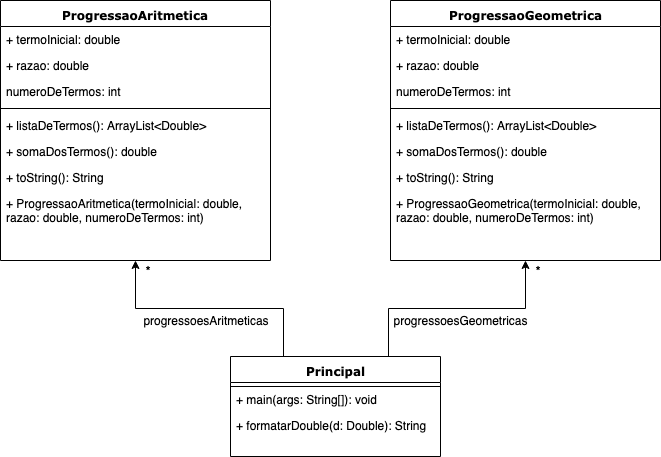 ProgressaoAritmetica
+ termoInicial: double
+ razao: double
numeroDeTermos: int
+ listaDeTermos(): ArrayList<Double>
+ somaDosTermos(): double
+ toString(): String
+ ProgressaoAritmetica(termoInicial: double,
razao: double, numeroDeTermos: int)
ProgressaoGeometrica
+ termoInicial: double
+ razao: double
numeroDeTermos: int
+ listaDeTermos(): ArrayList<Double>
+ somaDosTermos(): double
+ toString(): String
+ ProgressaoGeometrica(termoInicial: double,
razao: double, numeroDeTermos: int)
*
*
progressoesAritmeticas
progressoesGeometricas
Principal
+ main(args: String[]): void
+ formatarDouble(d: Double): String